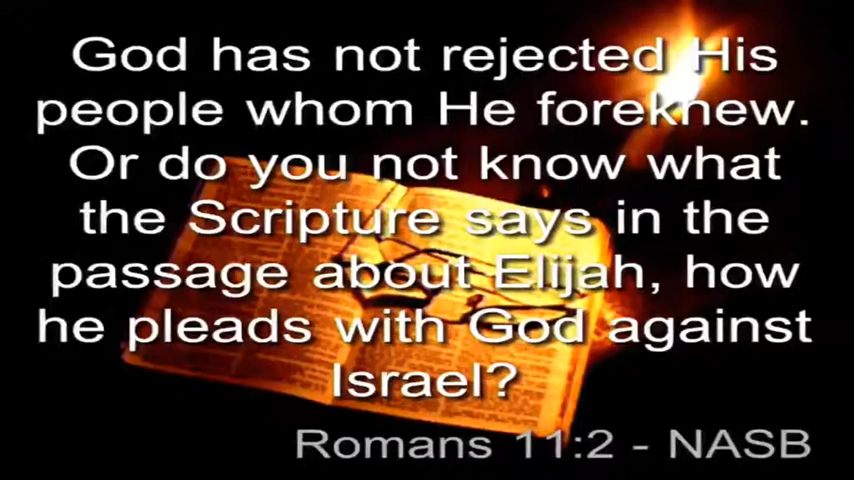 God has not rejected His
people whom He foreknew.
Or do you not know what
the Scripture says in the
passage about Elijah, how
he pleads with God against
Israel?
Romans 11:2 - NASB